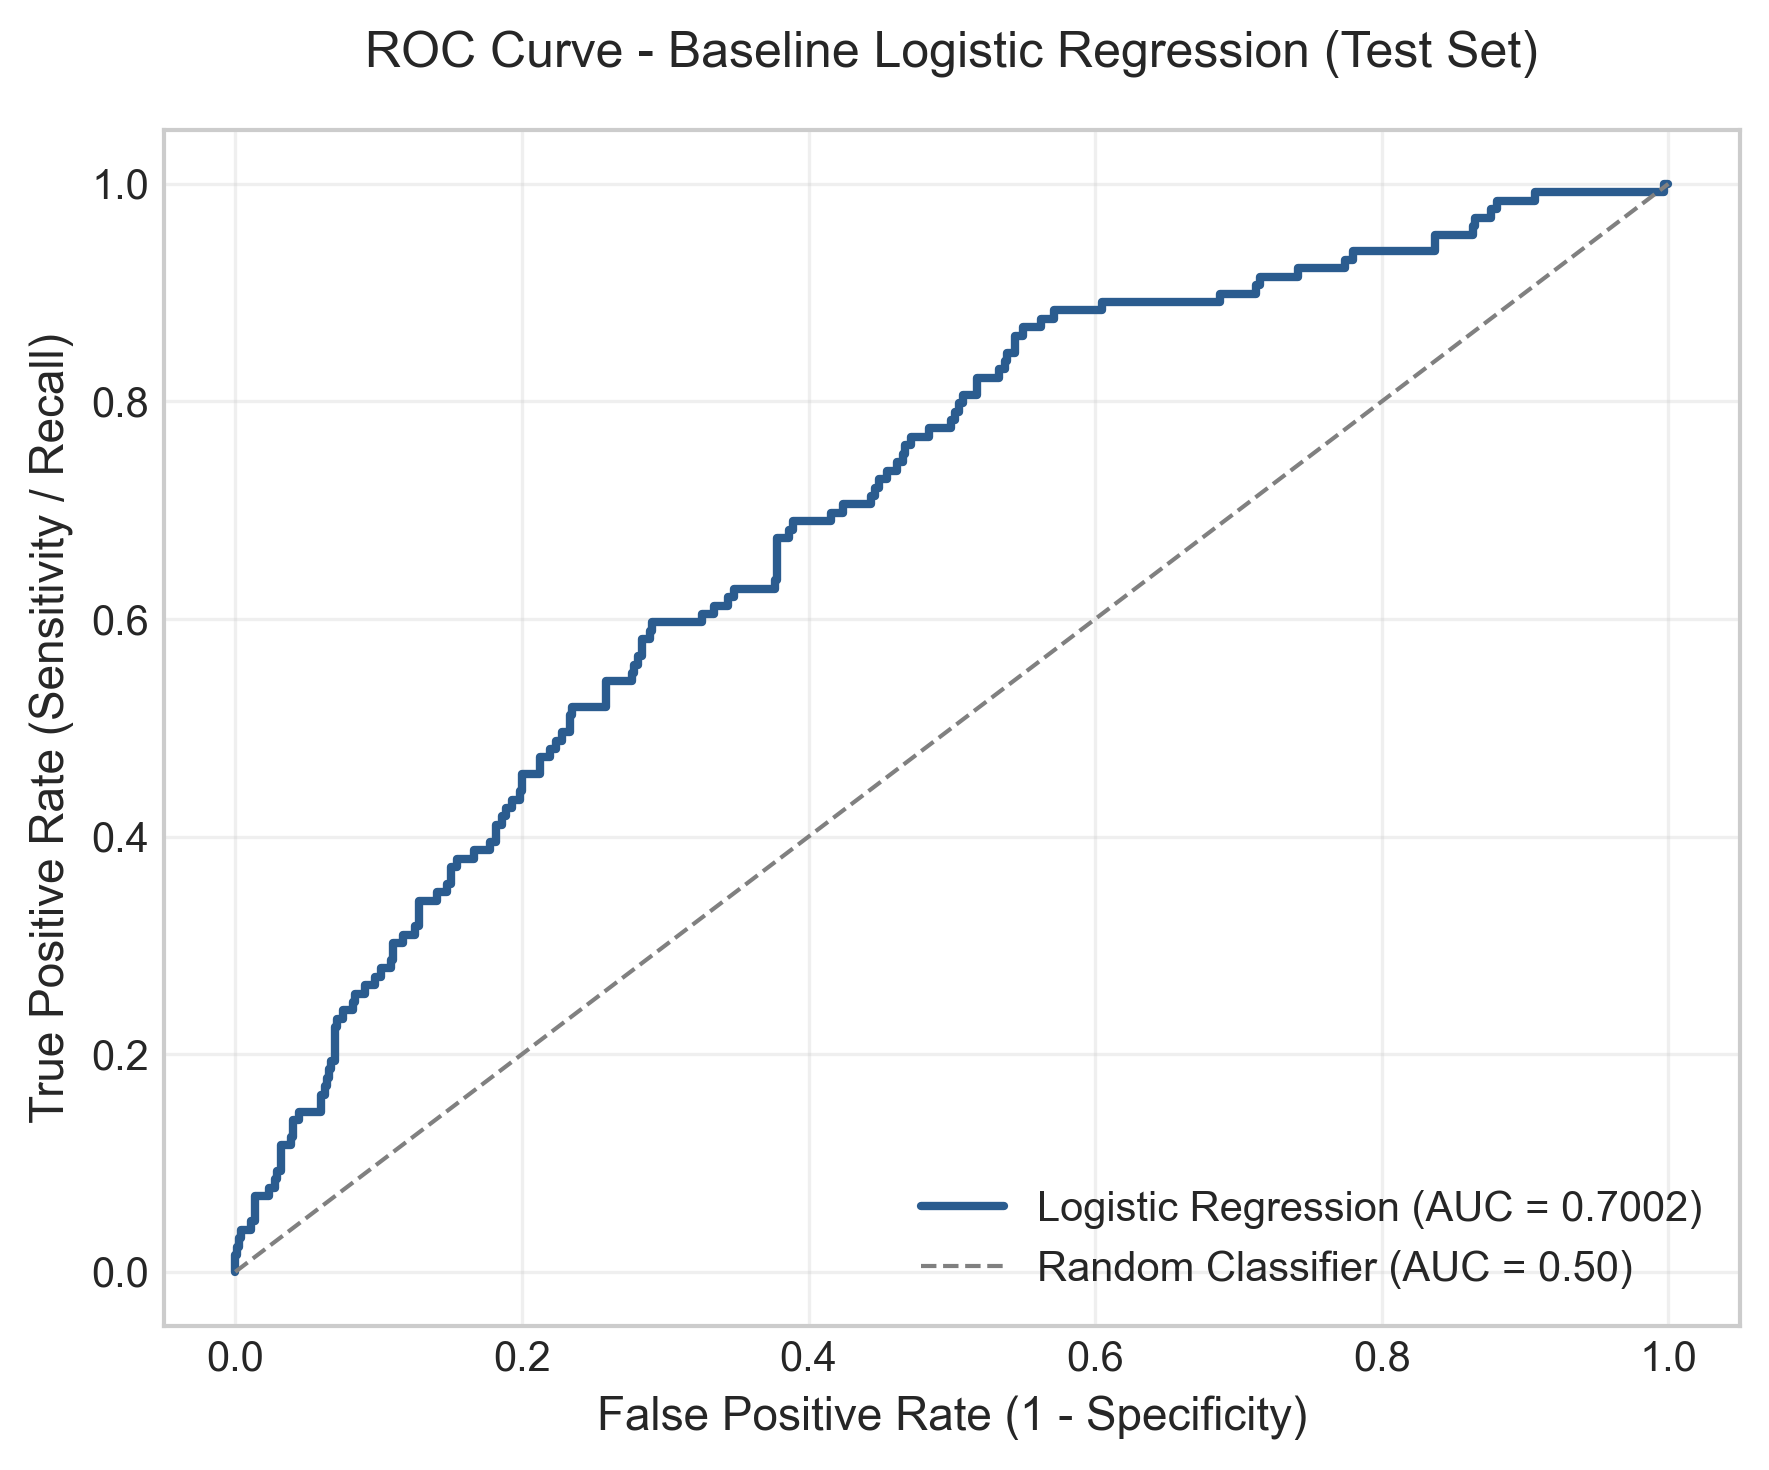 ROC Curve - Baseline Logistic Regression (Test Set)
True Positive Rate (Sensitivity / Recall)
1.0
0.8
0.6
0.4
0.2
0.0
Logistic Regression (AUC = 0.7002)
Random Classifier (AUC = 0.50)
0.0 0.2 0.4 0.6 0.8 1.0
False Positive Rate (1 - Specificity)